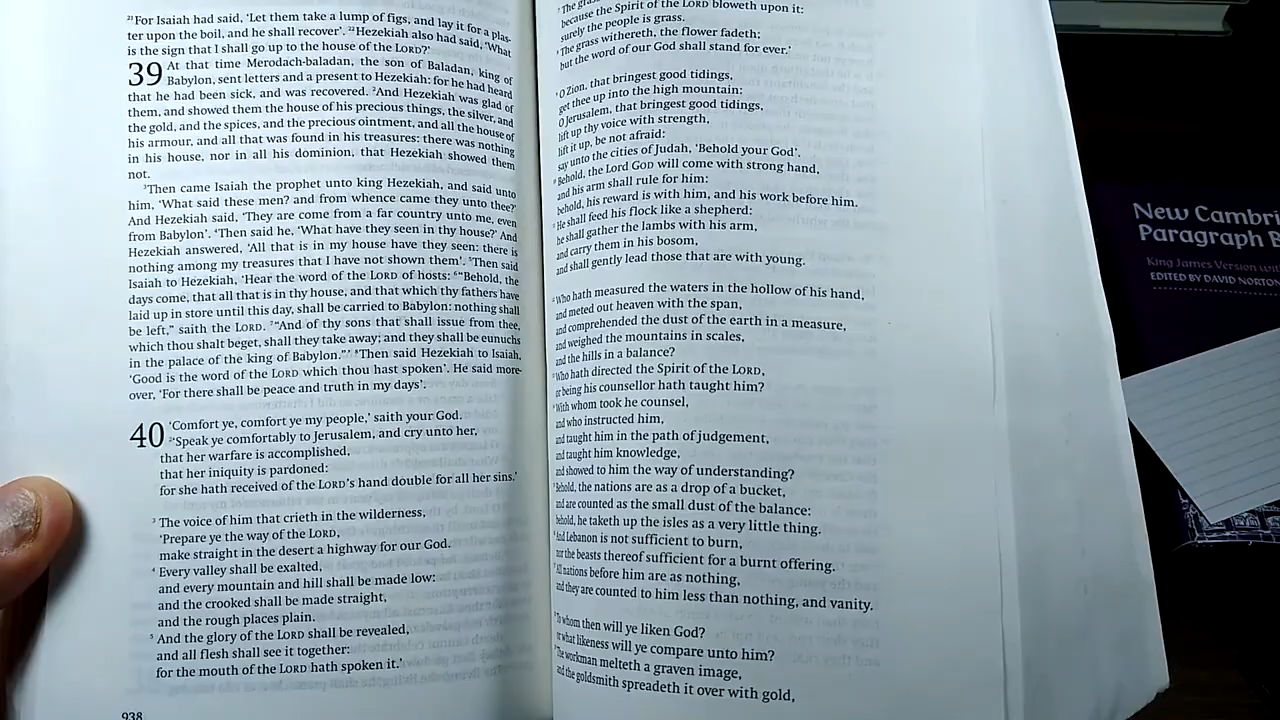 ²¹For Isaiah had said, ‘Let them take a lump of figs, and lay it for a plas-
ter upon the boil, and he shall recover’. ²²Hezekiah also had said, ‘What
is the sign that I shall go up to the house of the LORD?’
39 At that time Merodach-baladan, the son of Baladan, king of
Babylon, sent letters and a present to Hezekiah: for he had heard
that he had been sick, and was recovered. ²And Hezekiah was glad of
them, and showed them the house of his precious things, the silver, and
the gold, and the spices, and the precious ointment, and all the house of
his armour, and all that was found in his treasures: there was nothing
in his house, nor in all his dominion, that Hezekiah showed them
not.
³Then came Isaiah the prophet unto king Hezekiah, and said unto
him, ‘What said these men? and from whence came they unto thee?’
And Hezekiah said, ‘They are come from a far country unto me, even
from Babylon’. ⁴Then said he, ‘What have they seen in thy house?’ And
Hezekiah answered, ‘All that is in my house have they seen: there is
nothing among my treasures that I have not shown them’. ⁵Then said
Isaiah to Hezekiah, ‘Hear the word of the LORD of hosts: ⁶“Behold, the
days come, that all that is in thy house, and that which thy fathers have
laid up in store until this day, shall be carried to Babylon: nothing shall
be left,” saith the LORD. ⁷“And of thy sons that shall issue from thee,
which thou shalt beget, shall they take away; and they shall be eunuchs
in the palace of the king of Babylon.”’ ⁸Then said Hezekiah to Isaiah,
‘Good is the word of the LORD which thou hast spoken’. He said more-
over, ‘For there shall be peace and truth in my days’.
40 ‘Comfort ye, comfort ye my people,’ saith your God.
²‘Speak ye comfortably to Jerusalem, and cry unto her,
that her warfare is accomplished,
that her iniquity is pardoned:
for she hath received of the LORD’s hand double for all her sins.’
³ The voice of him that crieth in the wilderness,
‘Prepare ye the way of the LORD,
make straight in the desert a highway for our God.
⁴ Every valley shall be exalted,
and every mountain and hill shall be made low:
and the crooked shall be made straight,
and the rough places plain.
⁵ And the glory of the LORD shall be revealed,
and all flesh shall see it together:
for the mouth of the LORD hath spoken it.’
938
The
because the Spirit of the LORD bloweth upon it:
surely the people is grass.
⁸ The grass withereth, the flower fadeth;
but the word of our God shall stand for ever.’
⁹ O Zion, that bringest good tidings,
get thee up into the high mountain:
O Jerusalem, that bringest good tidings,
lift up thy voice with strength,
lift it up, be not afraid:
say unto the cities of Judah, ‘Behold your God’.
¹⁰ Behold, the Lord GOD will come with strong hand,
and his arm shall rule for him:
behold, his reward is with him, and his work before him.
He shall feed his flock like a shepherd:
he shall gather the lambs with his arm,
and carry them in his bosom,
and shall gently lead those that are with young.
Who hath measured the waters in the hollow of his hand,
and meted out heaven with the span,
and comprehended the dust of the earth in a measure,
and weighed the mountains in scales,
and the hills in a balance?
Who hath directed the Spirit of the LORD,
or being his counsellor hath taught him?
With whom took he counsel,
and who instructed him,
and taught him in the path of judgement,
and taught him knowledge,
and showed to him the way of understanding?
Behold, the nations are as a drop of a bucket,
and are counted as the small dust of the balance:
behold, he taketh up the isles as a very little thing.
And Lebanon is not sufficient to burn,
nor the beasts thereof sufficient for a burnt offering.
All nations before him are as nothing,
and they are counted to him less than nothing, and vanity.
To whom then will ye liken God?
or what likeness will ye compare unto him?
The workman melteth a graven image,
and the goldsmith spreadeth it over with gold,
New Cambri
Paragraph B
King James Version wit
EDITED BY DAVID NORTON